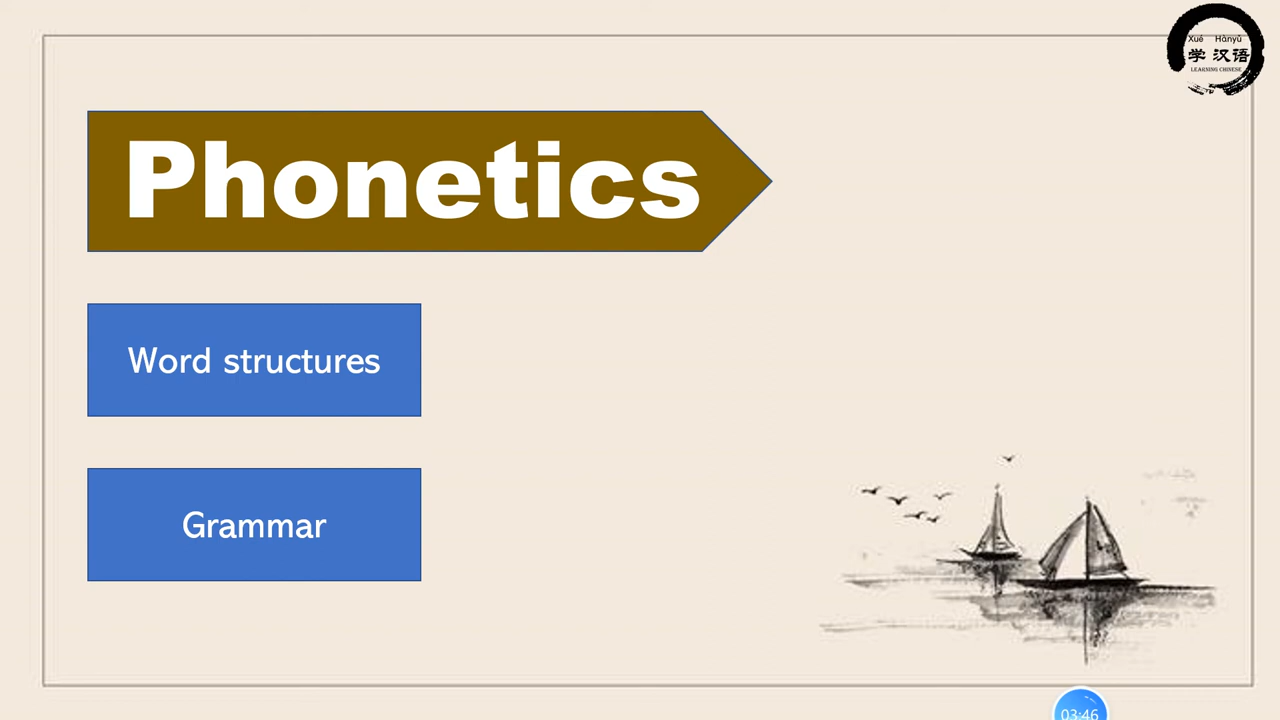 Xué Hànyǔ
学 汉语
LEARNING CHINESE
Phonetics
Word structures
Grammar
03:46